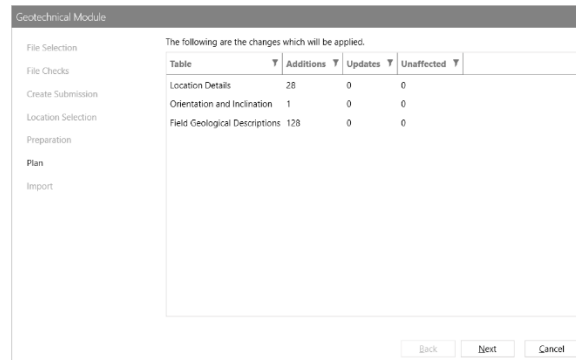 Geotechnical Module
File Selection
File Checks
Create Submission
Location Selection
Preparation
Plan
Import
The following are the changes which will be applied.
Table Additions Updates Unaffected
Location Details 28 0 0
Orientation and Inclination 1 0 0
Field Geological Descriptions 128 0 0
Back Next Cancel